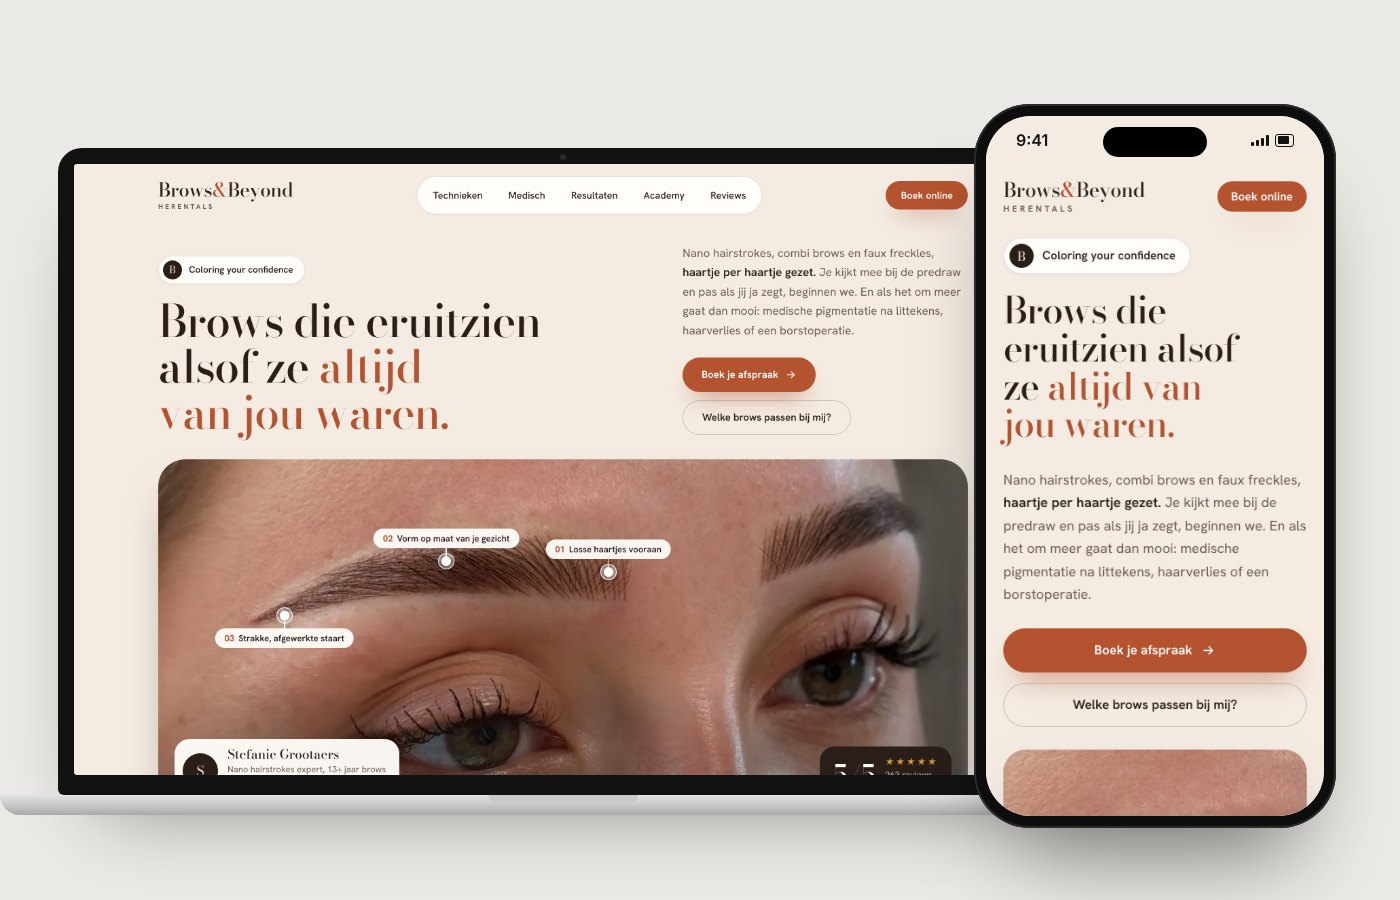 Brows&Beyond
HERENTALS
Technieken Medisch Resultaten Academy Reviews
Boek online
B Coloring your confidence
Brows die eruitzien
alsof ze altijd
van jou waren.
Nano hairstrokes, combi brows en faux freckles,
haartje per haartje gezet. Je kijkt mee bij de predraw
en pas als jij ja zegt, beginnen we. En als het om meer
gaat dan mooi: medische pigmentatie na littekens,
haarverlies of een borstoperatie.
Boek je afspraak →
Welke brows passen bij mij?
02 Vorm op maat van je gezicht
01 Losse haartjes vooraan
03 Strakke, afgewerkte staart
S
Stefanie Grootaers
Nano hairstrokes expert, 13+ jaar brows
5/5
★★★★★
263 reviews
9:41
Brows&Beyond
HERENTALS
Boek online
B Coloring your confidence
Brows die
eruitzien alsof
ze altijd van
jou waren.
Nano hairstrokes, combi brows en faux freckles,
haartje per haartje gezet. Je kijkt mee bij de
predraw en pas als jij ja zegt, beginnen we. En als
het om meer gaat dan mooi: medische
pigmentatie na littekens, haarverlies of een
borstoperatie.
Boek je afspraak →
Welke brows passen bij mij?